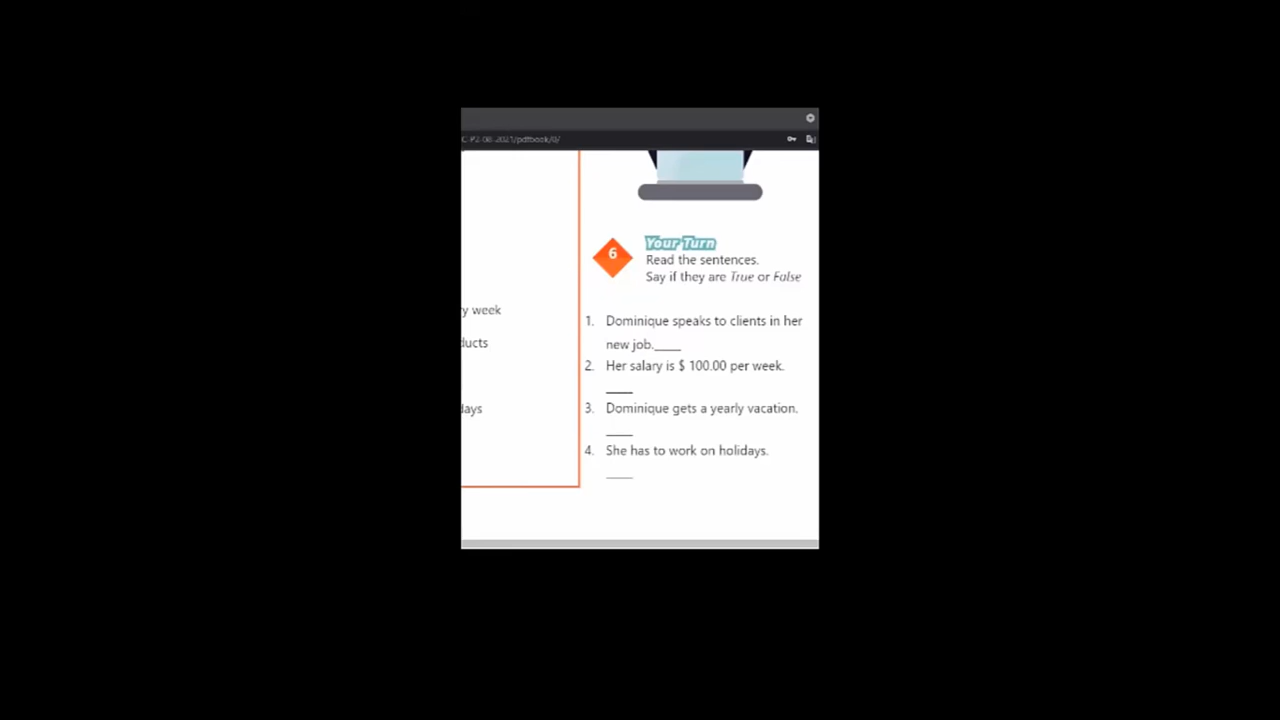 y week
ducts
days
6
Your Turn
Read the sentences.
Say if they are True or False
1. Dominique speaks to clients in her
new job.____
2. Her salary is $ 100.00 per week.
____
3. Dominique gets a yearly vacation.
____
4. She has to work on holidays.
____